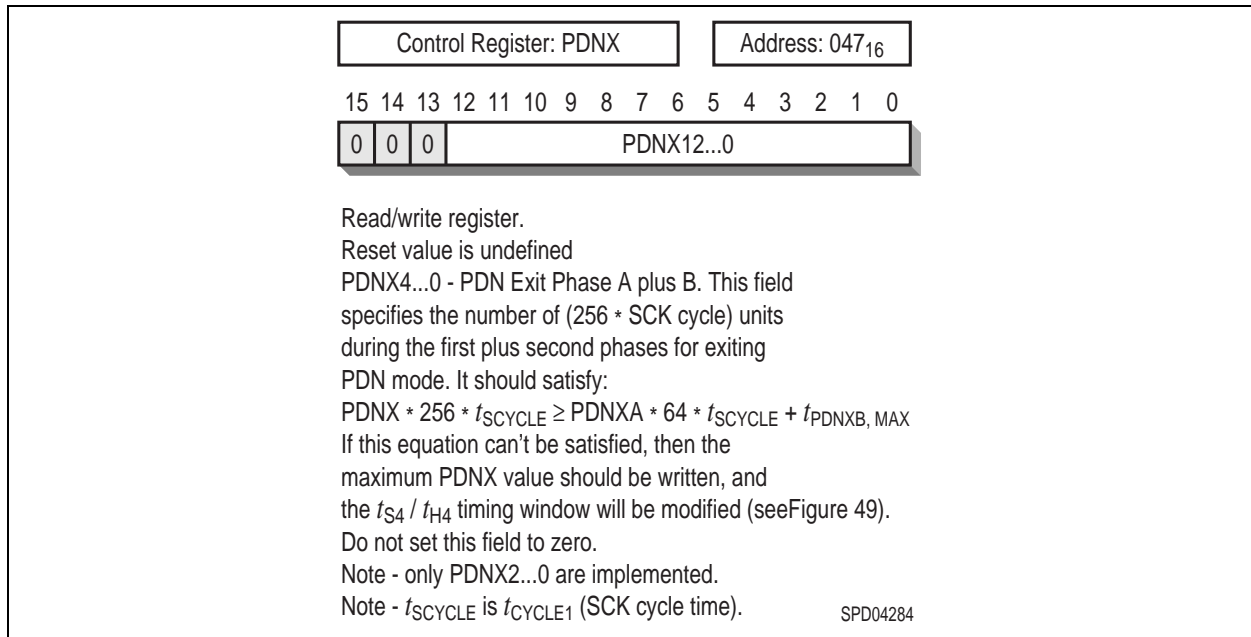 Control Register: PDNX Address: 047₁₆
15 14 13 12 11 10 9 8 7 6 5 4 3 2 1 0
0 0 0 PDNX12...0
Read/write register.
Reset value is undefined
PDNX4...0 - PDN Exit Phase A plus B. This field
specifies the number of (256 * SCK cycle) units
during the first plus second phases for exiting
PDN mode. It should satisfy:
PDNX * 256 * tSCYCLE ≥ PDNXA * 64 * tSCYCLE + tPDNXB, MAX
If this equation can't be satisfied, then the
maximum PDNX value should be written, and
the tS4 / tH4 timing window will be modified (seeFigure 49).
Do not set this field to zero.
Note - only PDNX2...0 are implemented.
Note - tSCYCLE is tCYCLE1 (SCK cycle time).
SPD04284